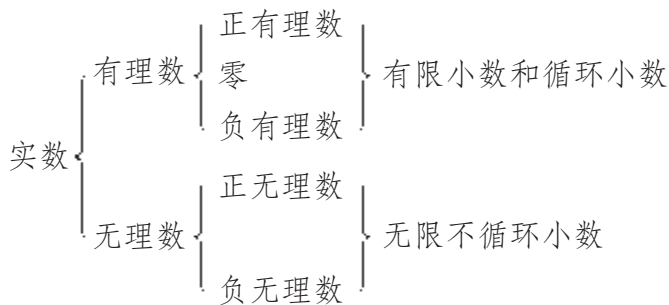 正有理数
有理数 零 有限小数和循环小数
负有理数
实数
正无理数
无理数 无限不循环小数
负无理数